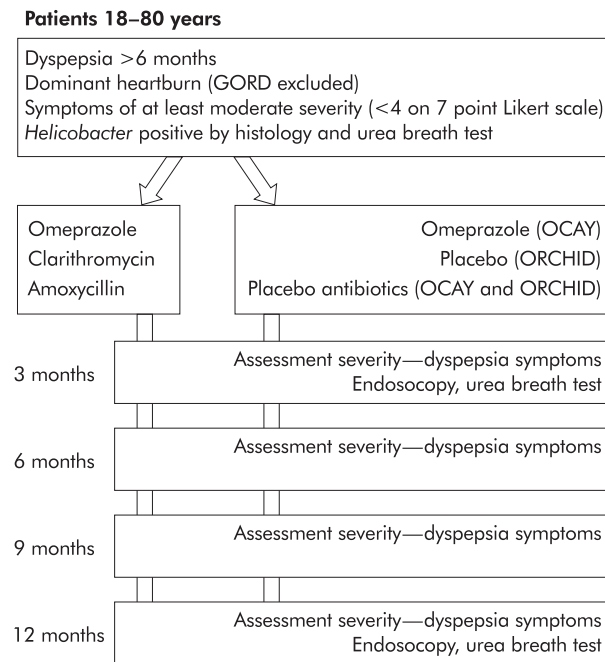 Patients 18–80 years
Dyspepsia >6 months
Dominant heartburn (GORD excluded)
Symptoms of at least moderate severity (<4 on 7 point Likert scale)
Helicobacter positive by histology and urea breath test
Omeprazole
Clarithromycin
Amoxycillin
Omeprazole (OCAY)
Placebo (ORCHID)
Placebo antibiotics (OCAY and ORCHID)
3 months
Assessment severity—dyspepsia symptoms
Endosocopy, urea breath test
6 months
Assessment severity—dyspepsia symptoms
9 months
Assessment severity—dyspepsia symptoms
12 months
Assessment severity—dyspepsia symptoms
Endosocopy, urea breath test